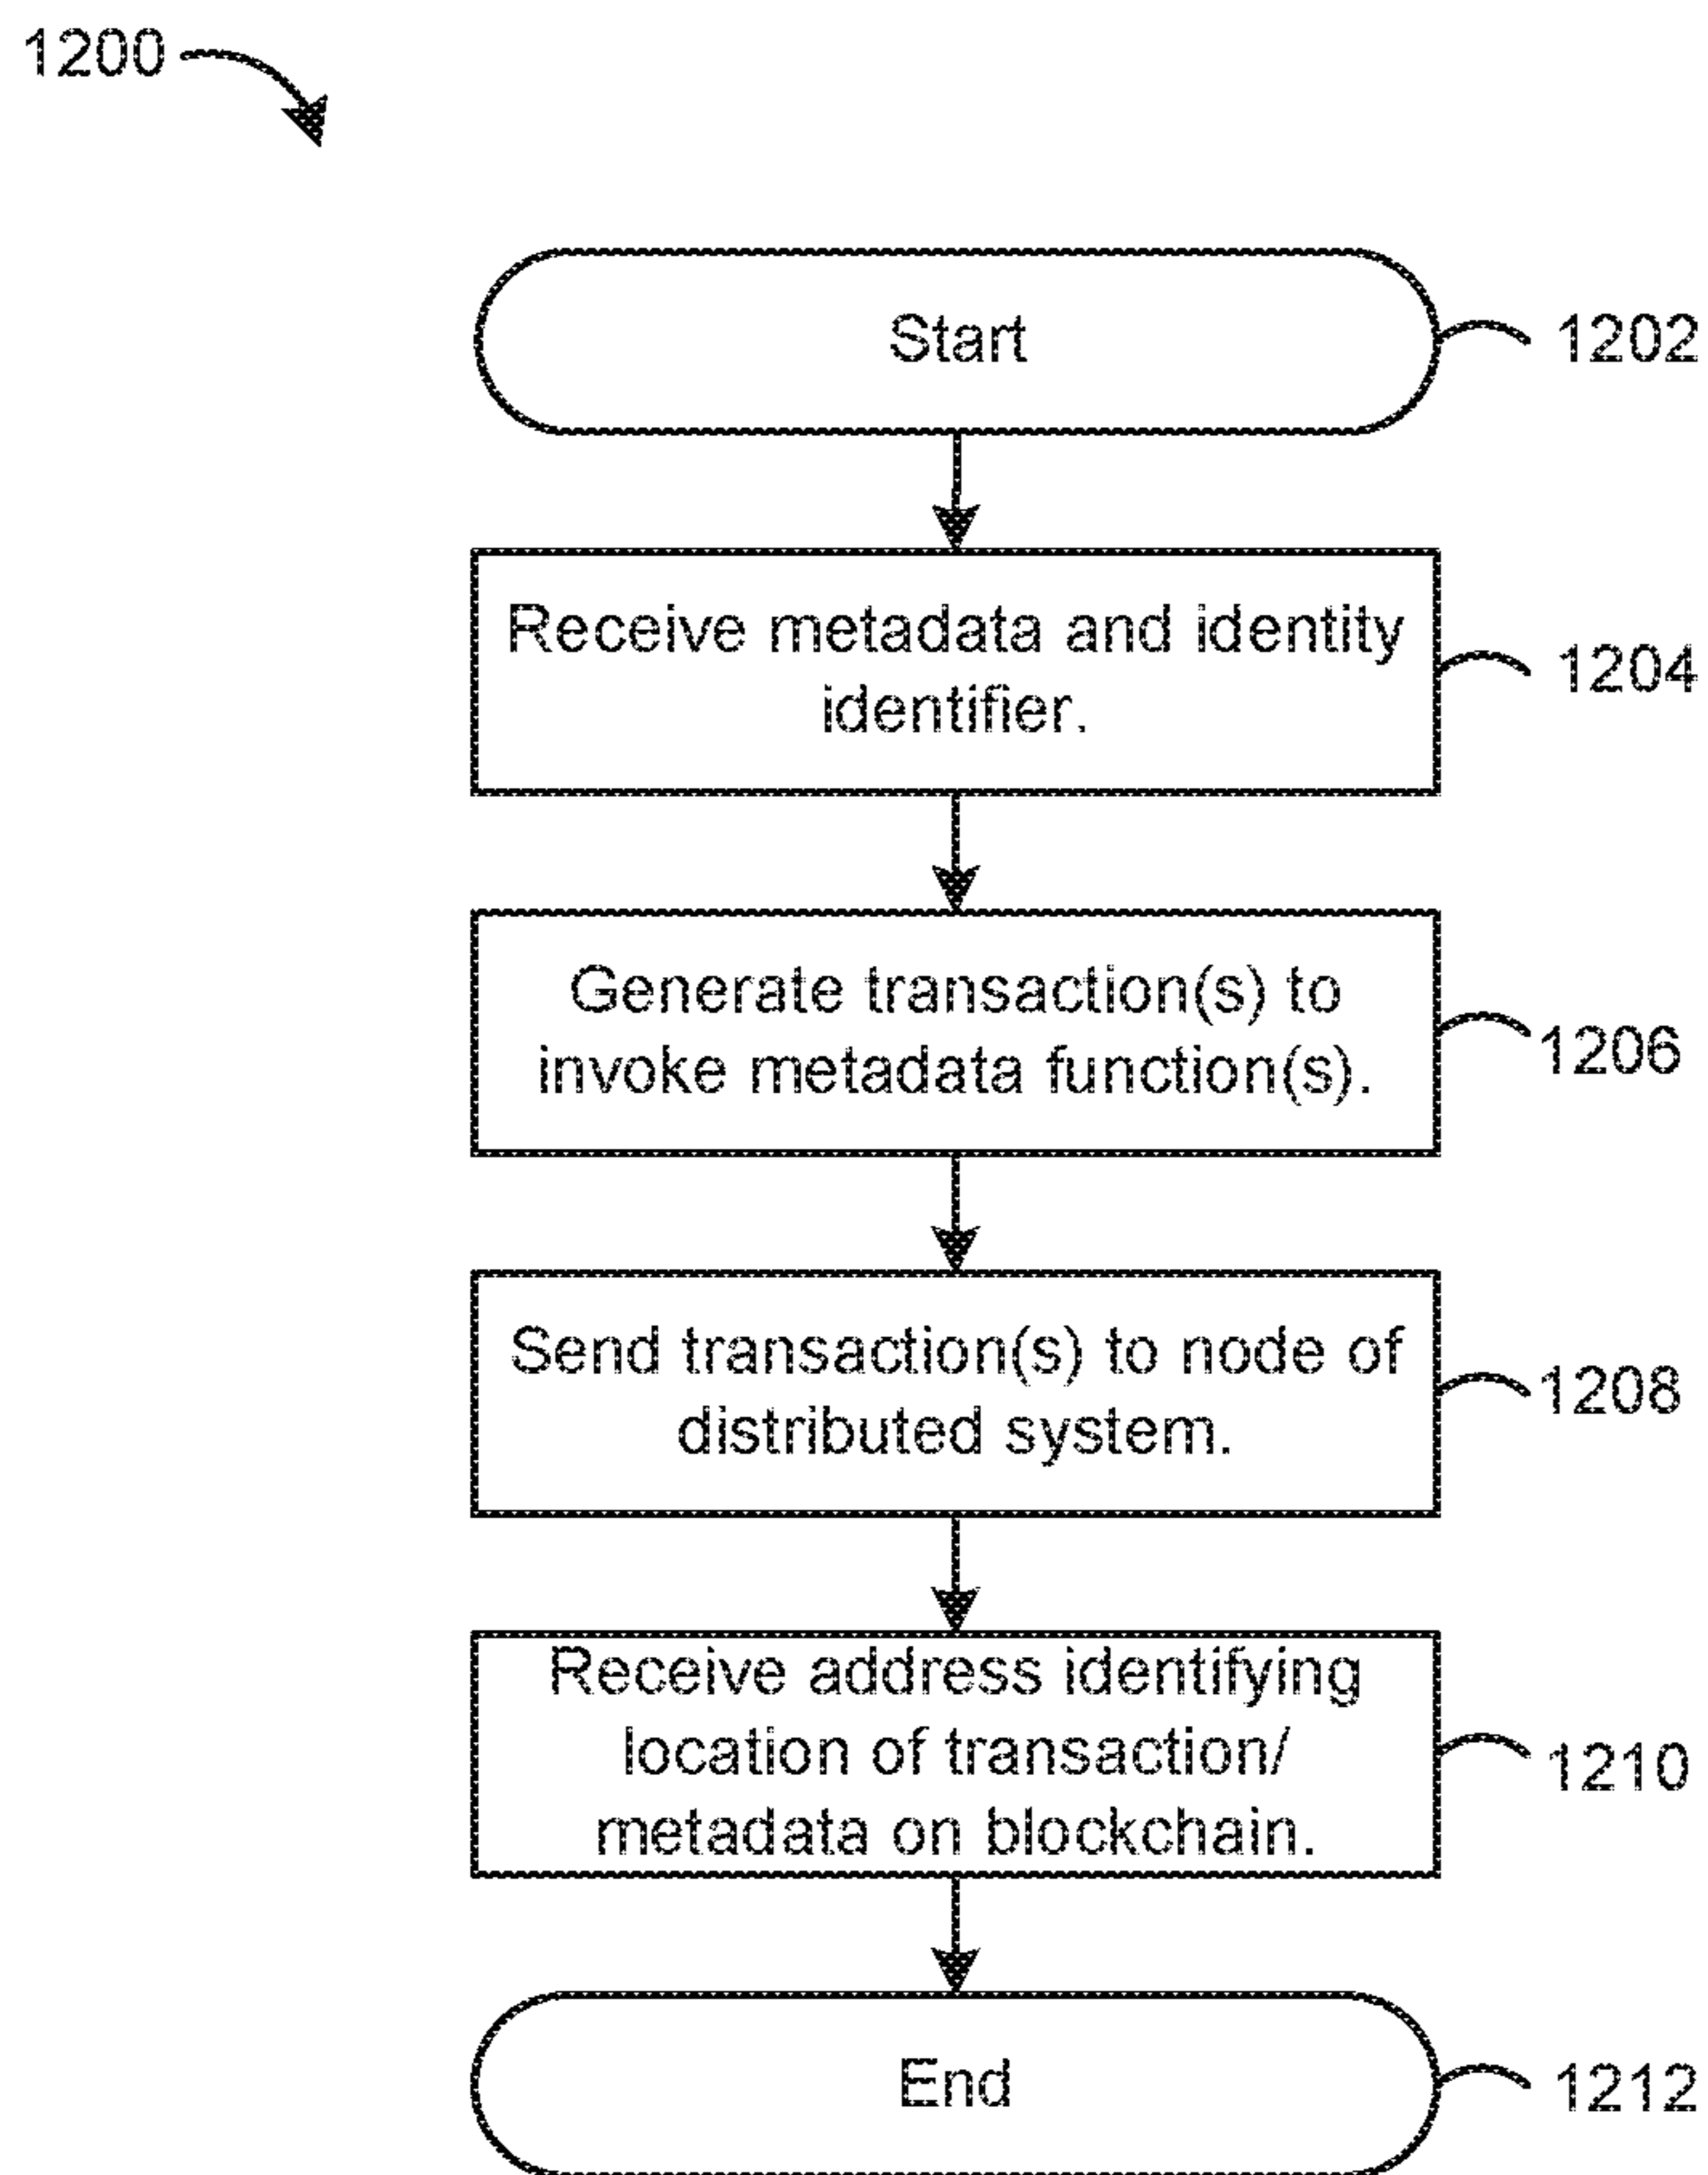 1200
Start
1202
Receive metadata and identity
identifier.
1204
Generate transaction(s) to
invoke metadata function(s).
1206
Send transaction(s) to node of
distributed system.
1208
Receive address identifying
location of transaction/
metadata on blockchain.
1210
End
1212